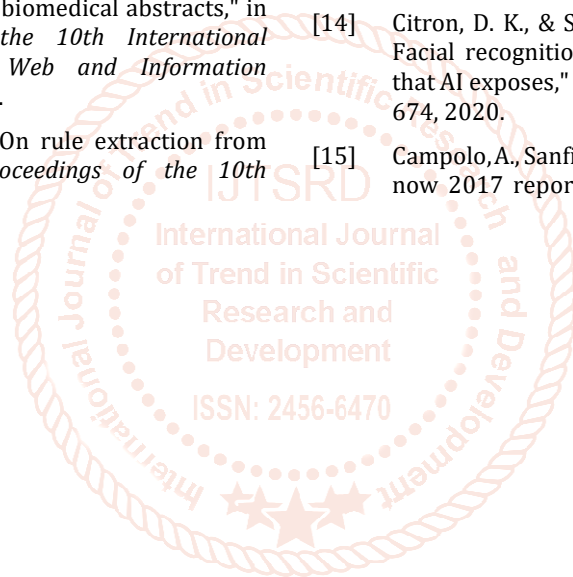 biomedical abstracts," in
the 10th International
Web and Information
.
On rule extraction from
oceedings of the 10th
[14] Citron, D. K., & S
Facial recognitio
that AI exposes,"
674, 2020.
[15] Campolo, A., Sanfi
now 2017 repor
International Journal
of Trend in Scientific
Research and
Development
IJTSRD
International Journal
of Trend in Scientific
Research and
Development
ISSN: 2456-6470